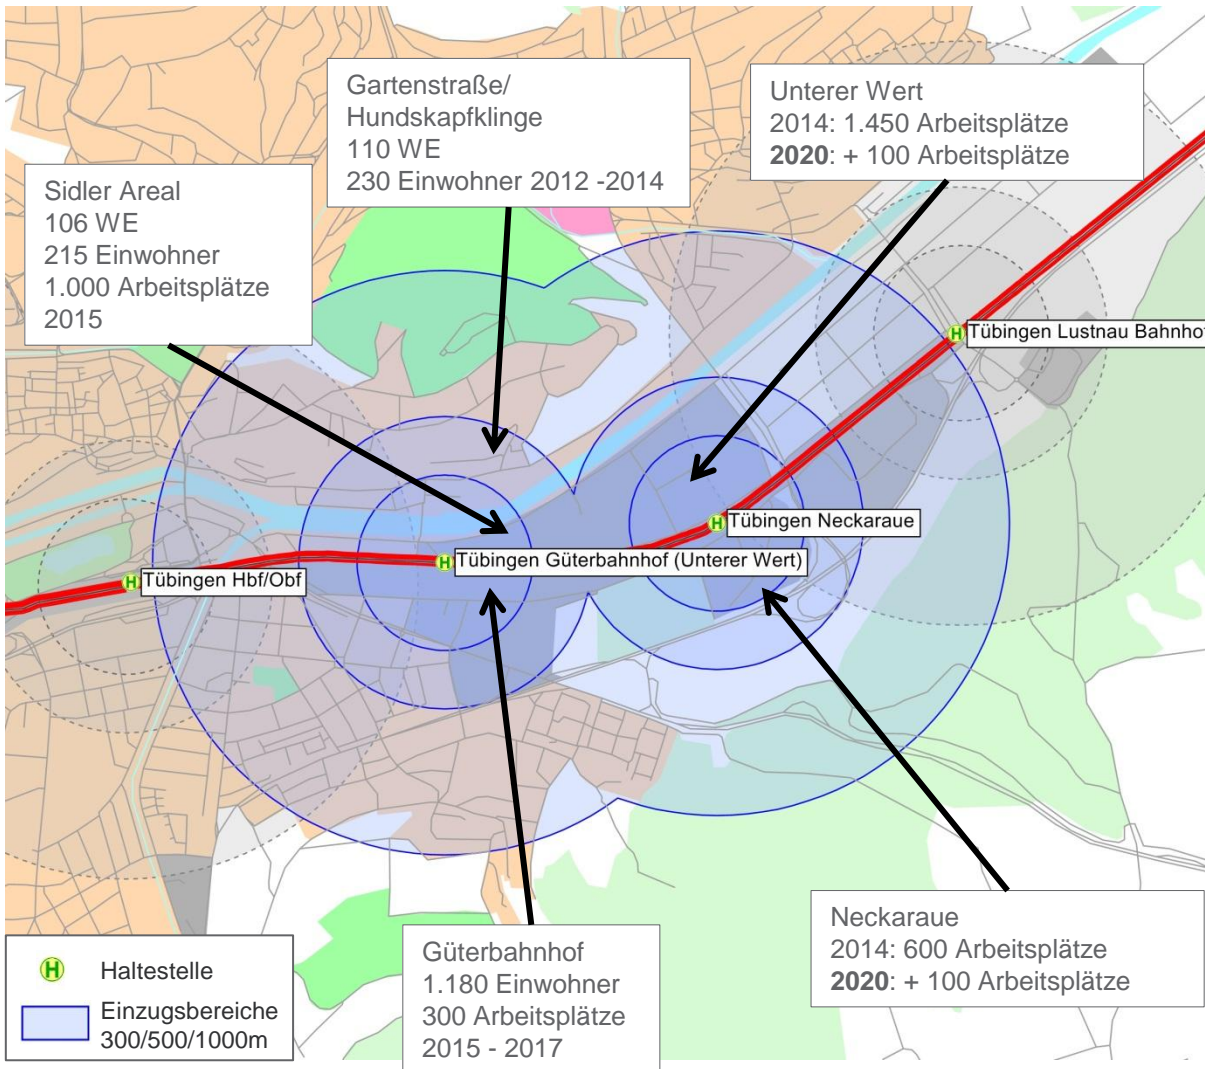 Gartenstraße/
Hundskapfklinge
110 WE
230 Einwohner 2012 -2014
Unterer Wert
2014: 1.450 Arbeitsplätze
2020: + 100 Arbeitsplätze
Sidler Areal
106 WE
215 Einwohner
1.000 Arbeitsplätze
2015
H Tübingen Lustnau Bahnhof
H Tübingen Neckaraue
H Tübingen Güterbahnhof (Unterer Wert)
H Tübingen Hbf/Obf
Neckaraue
2014: 600 Arbeitsplätze
2020: + 100 Arbeitsplätze
Güterbahnhof
1.180 Einwohner
300 Arbeitsplätze
2015 - 2017
H Haltestelle
Einzugsbereiche
300/500/1000m